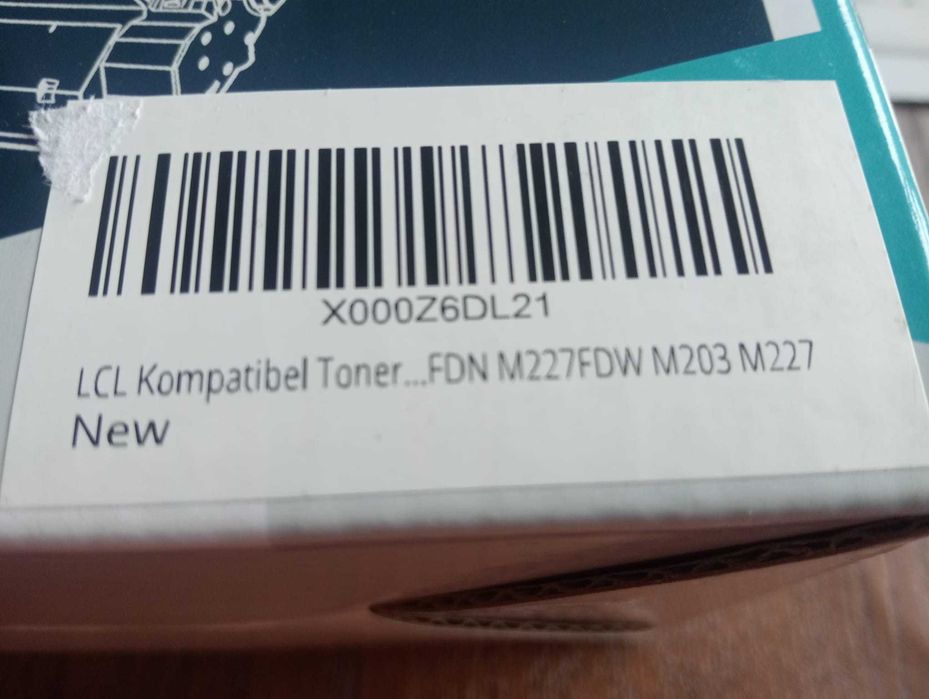 X000Z6DL21
LCL Kompatibel Toner...FDN M227FDW M203 M227
New